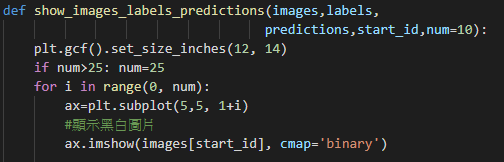 def show_images_labels_predictions(images,labels,
                                   predictions,start_id,num=10):
    plt.gcf().set_size_inches(12, 14)
    if num>25: num=25
    for i in range(0, num):
        ax=plt.subplot(5,5, 1+i)
        #顯示黑白圖片
        ax.imshow(images[start_id], cmap='binary')